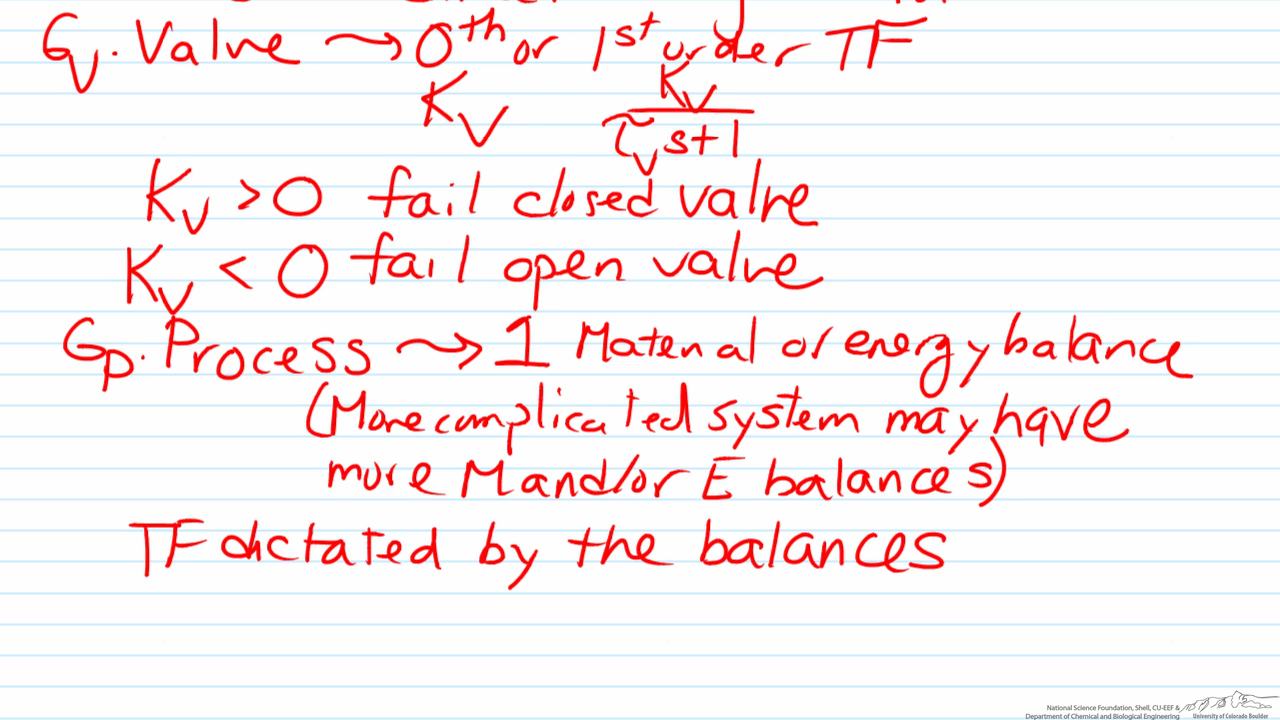 Gv. Valve → 0th or 1st order TF
Kv Kv
τv s+1
Kv > 0 fail closed valve
Kv < 0 fail open valve
Gp. Process → 1 Material or energy balance
(More complicated system may have
more M and/or E balances)
TF dictated by the balances
National Science Foundation, Shell, CU-EEF &
Department of Chemical and Biological Engineering
University of Colorado Boulder